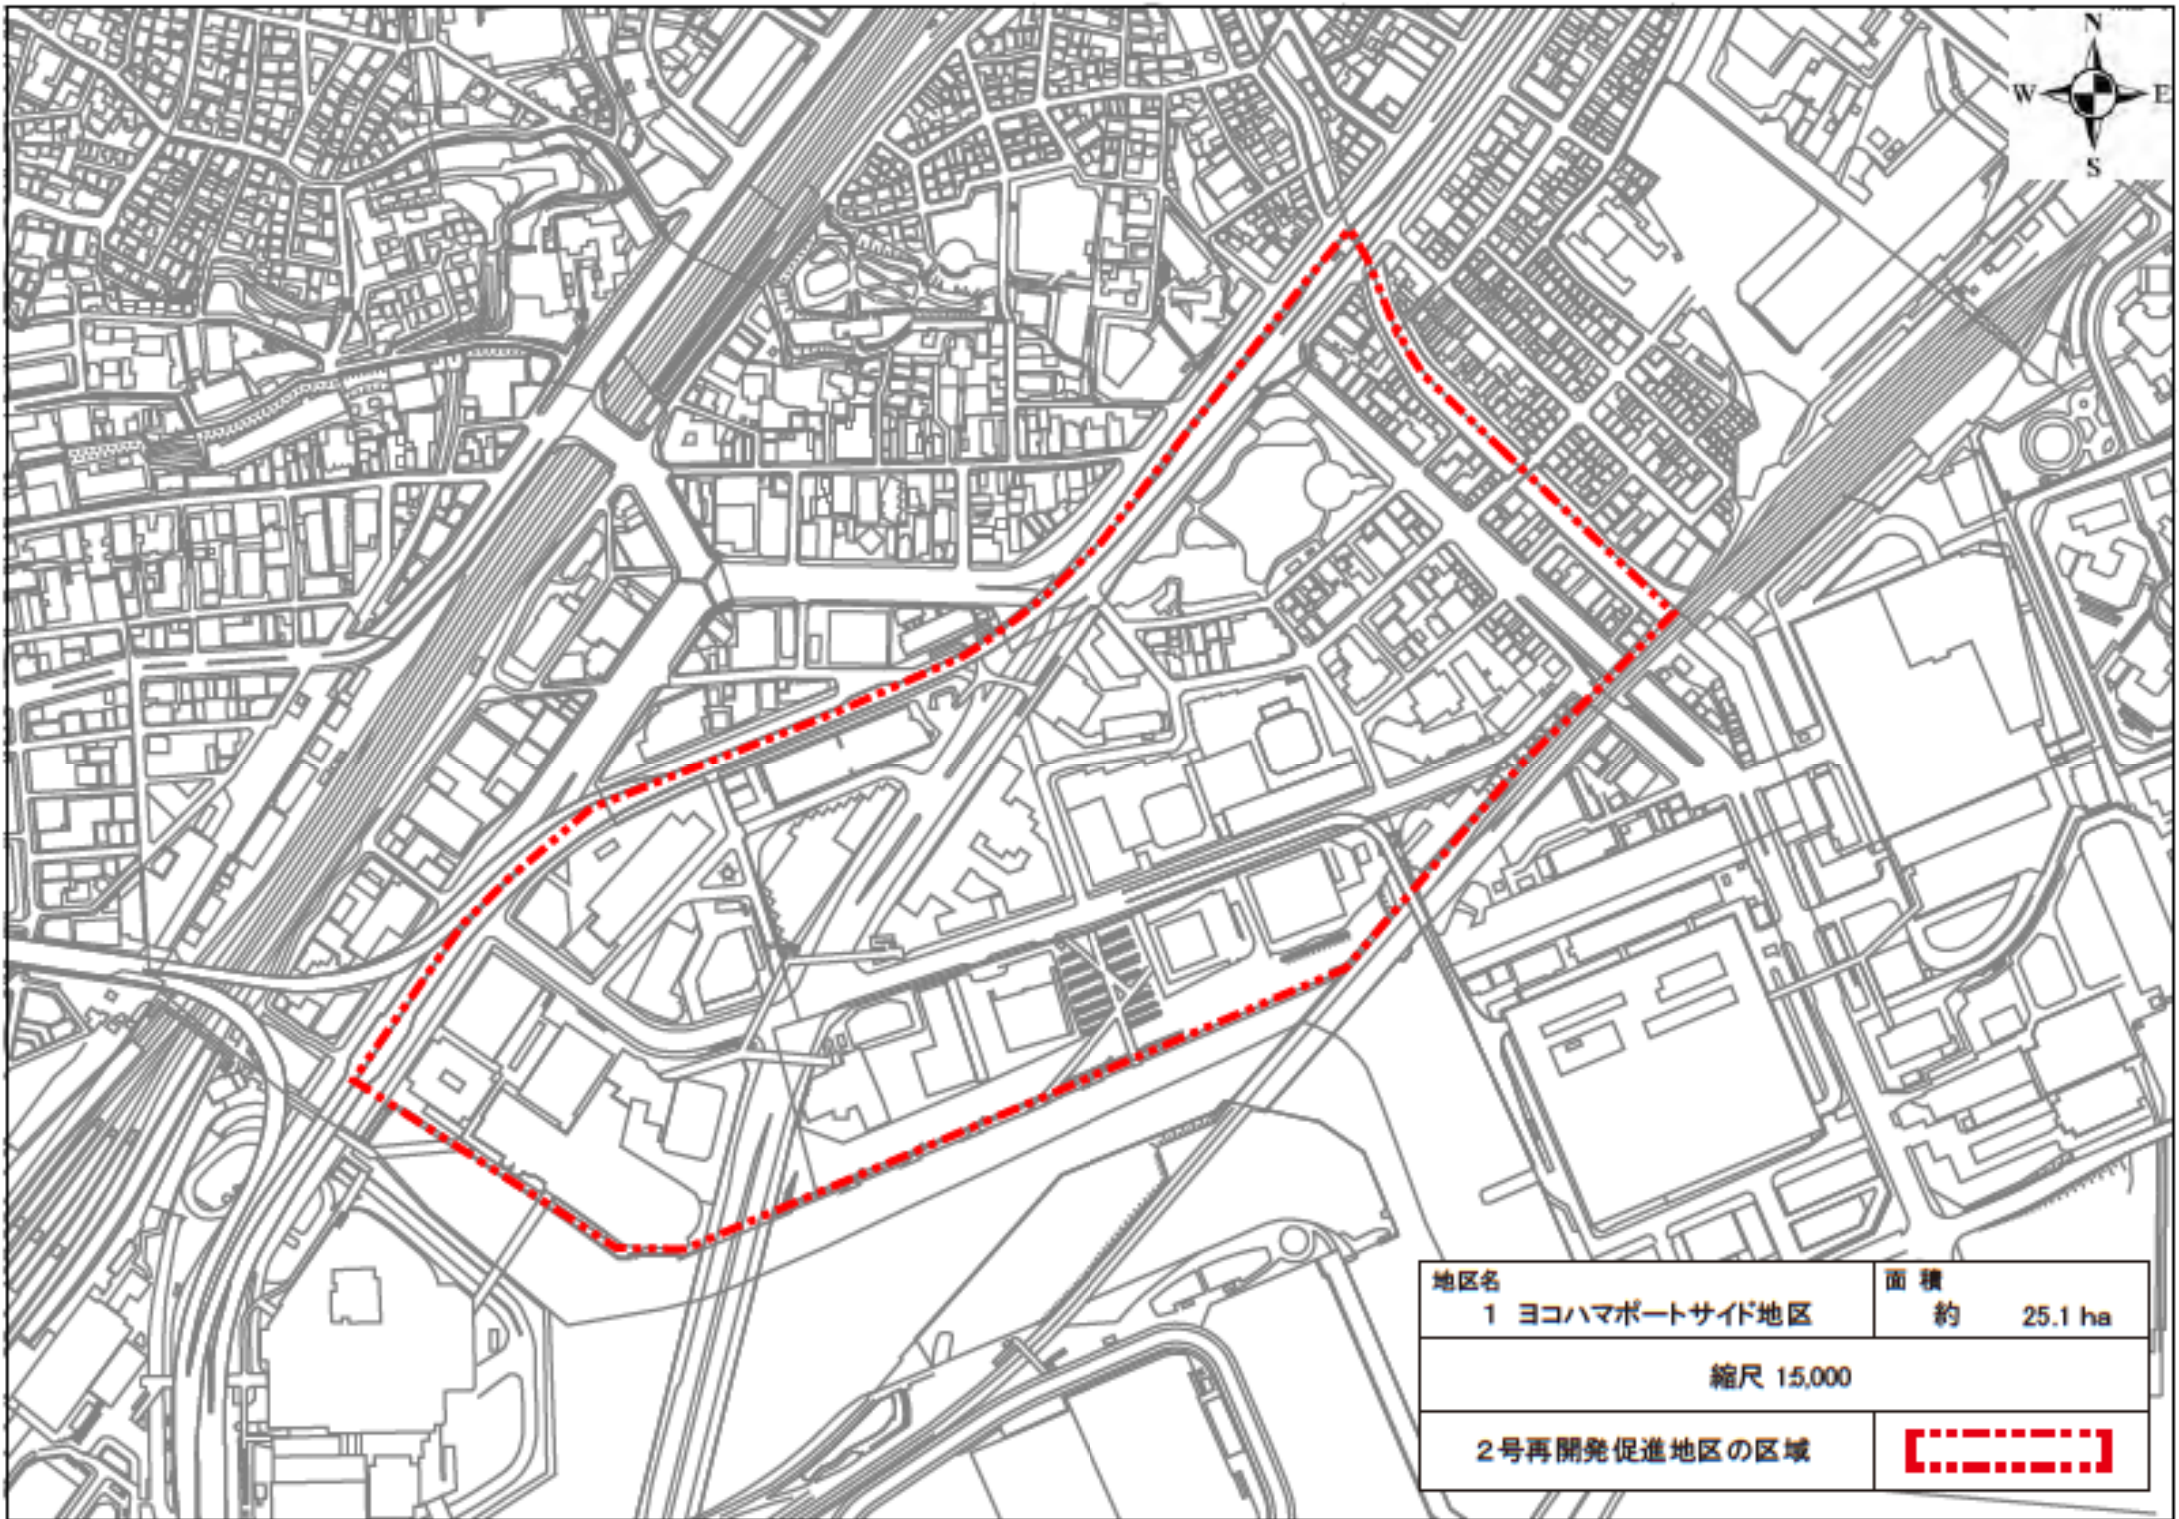 N
W E
S
地区名
1 ヨコハマポートサイド地区
面 積
約 25.1 ha
縮尺 15,000
2号再開発促進地区の区域